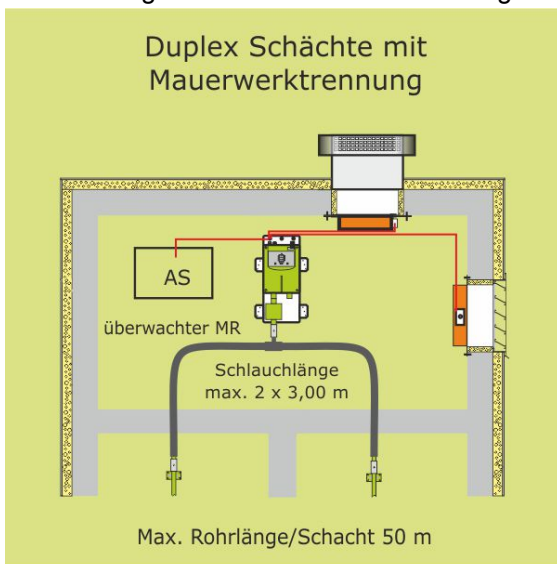 Duplex Schächte mit
Mauerwerktrennung
AS
überwachter MR
Schlauchlänge
max. 2 x 3,00 m
Max. Rohrlänge/Schacht 50 m